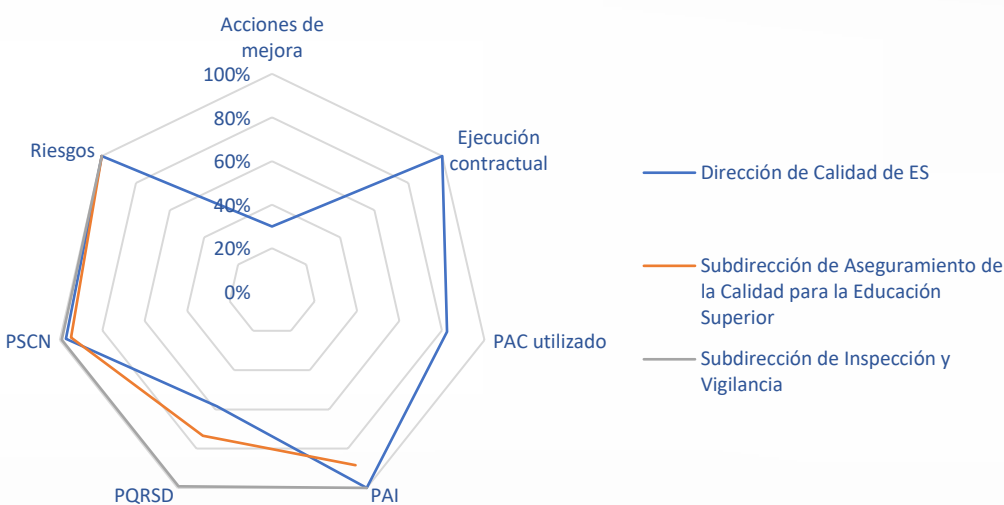 Acciones de
mejora
100%
80%
60%
40%
20%
0%
Ejecución
contractual
PAC utilizado
PAI
PQRSD
PSCN
Riesgos
Dirección de Calidad de ES
Subdirección de Aseguramiento de
la Calidad para la Educación
Superior
Subdirección de Inspección y
Vigilancia